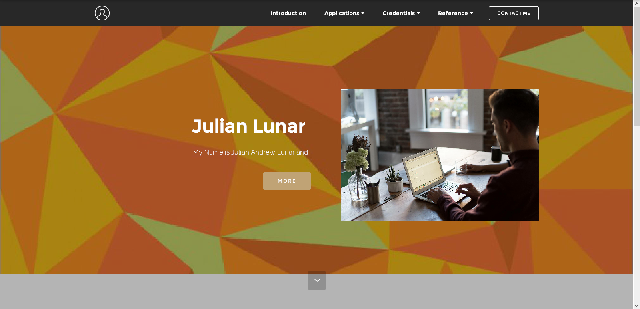 Introduction
Applications
Credentials
Reference
CONTACT ME
Julian Lunar
My Name is Julian Andrew Lunar and
MORE